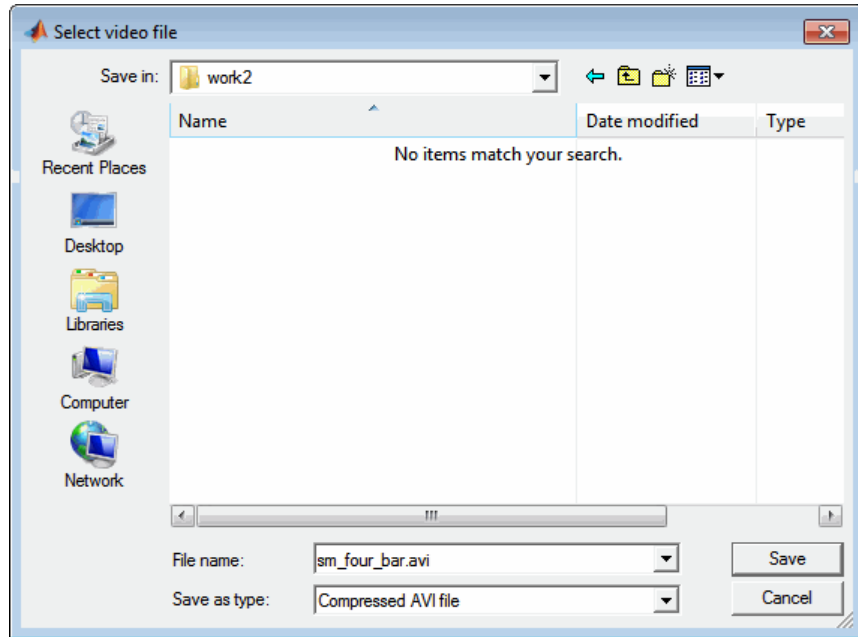 Select video file
Save in: work2
Name Date modified Type
No items match your search.
Recent Places
Desktop
Libraries
Computer
Network
File name: sm_four_bar.avi Save
Save as type: Compressed AVI file Cancel